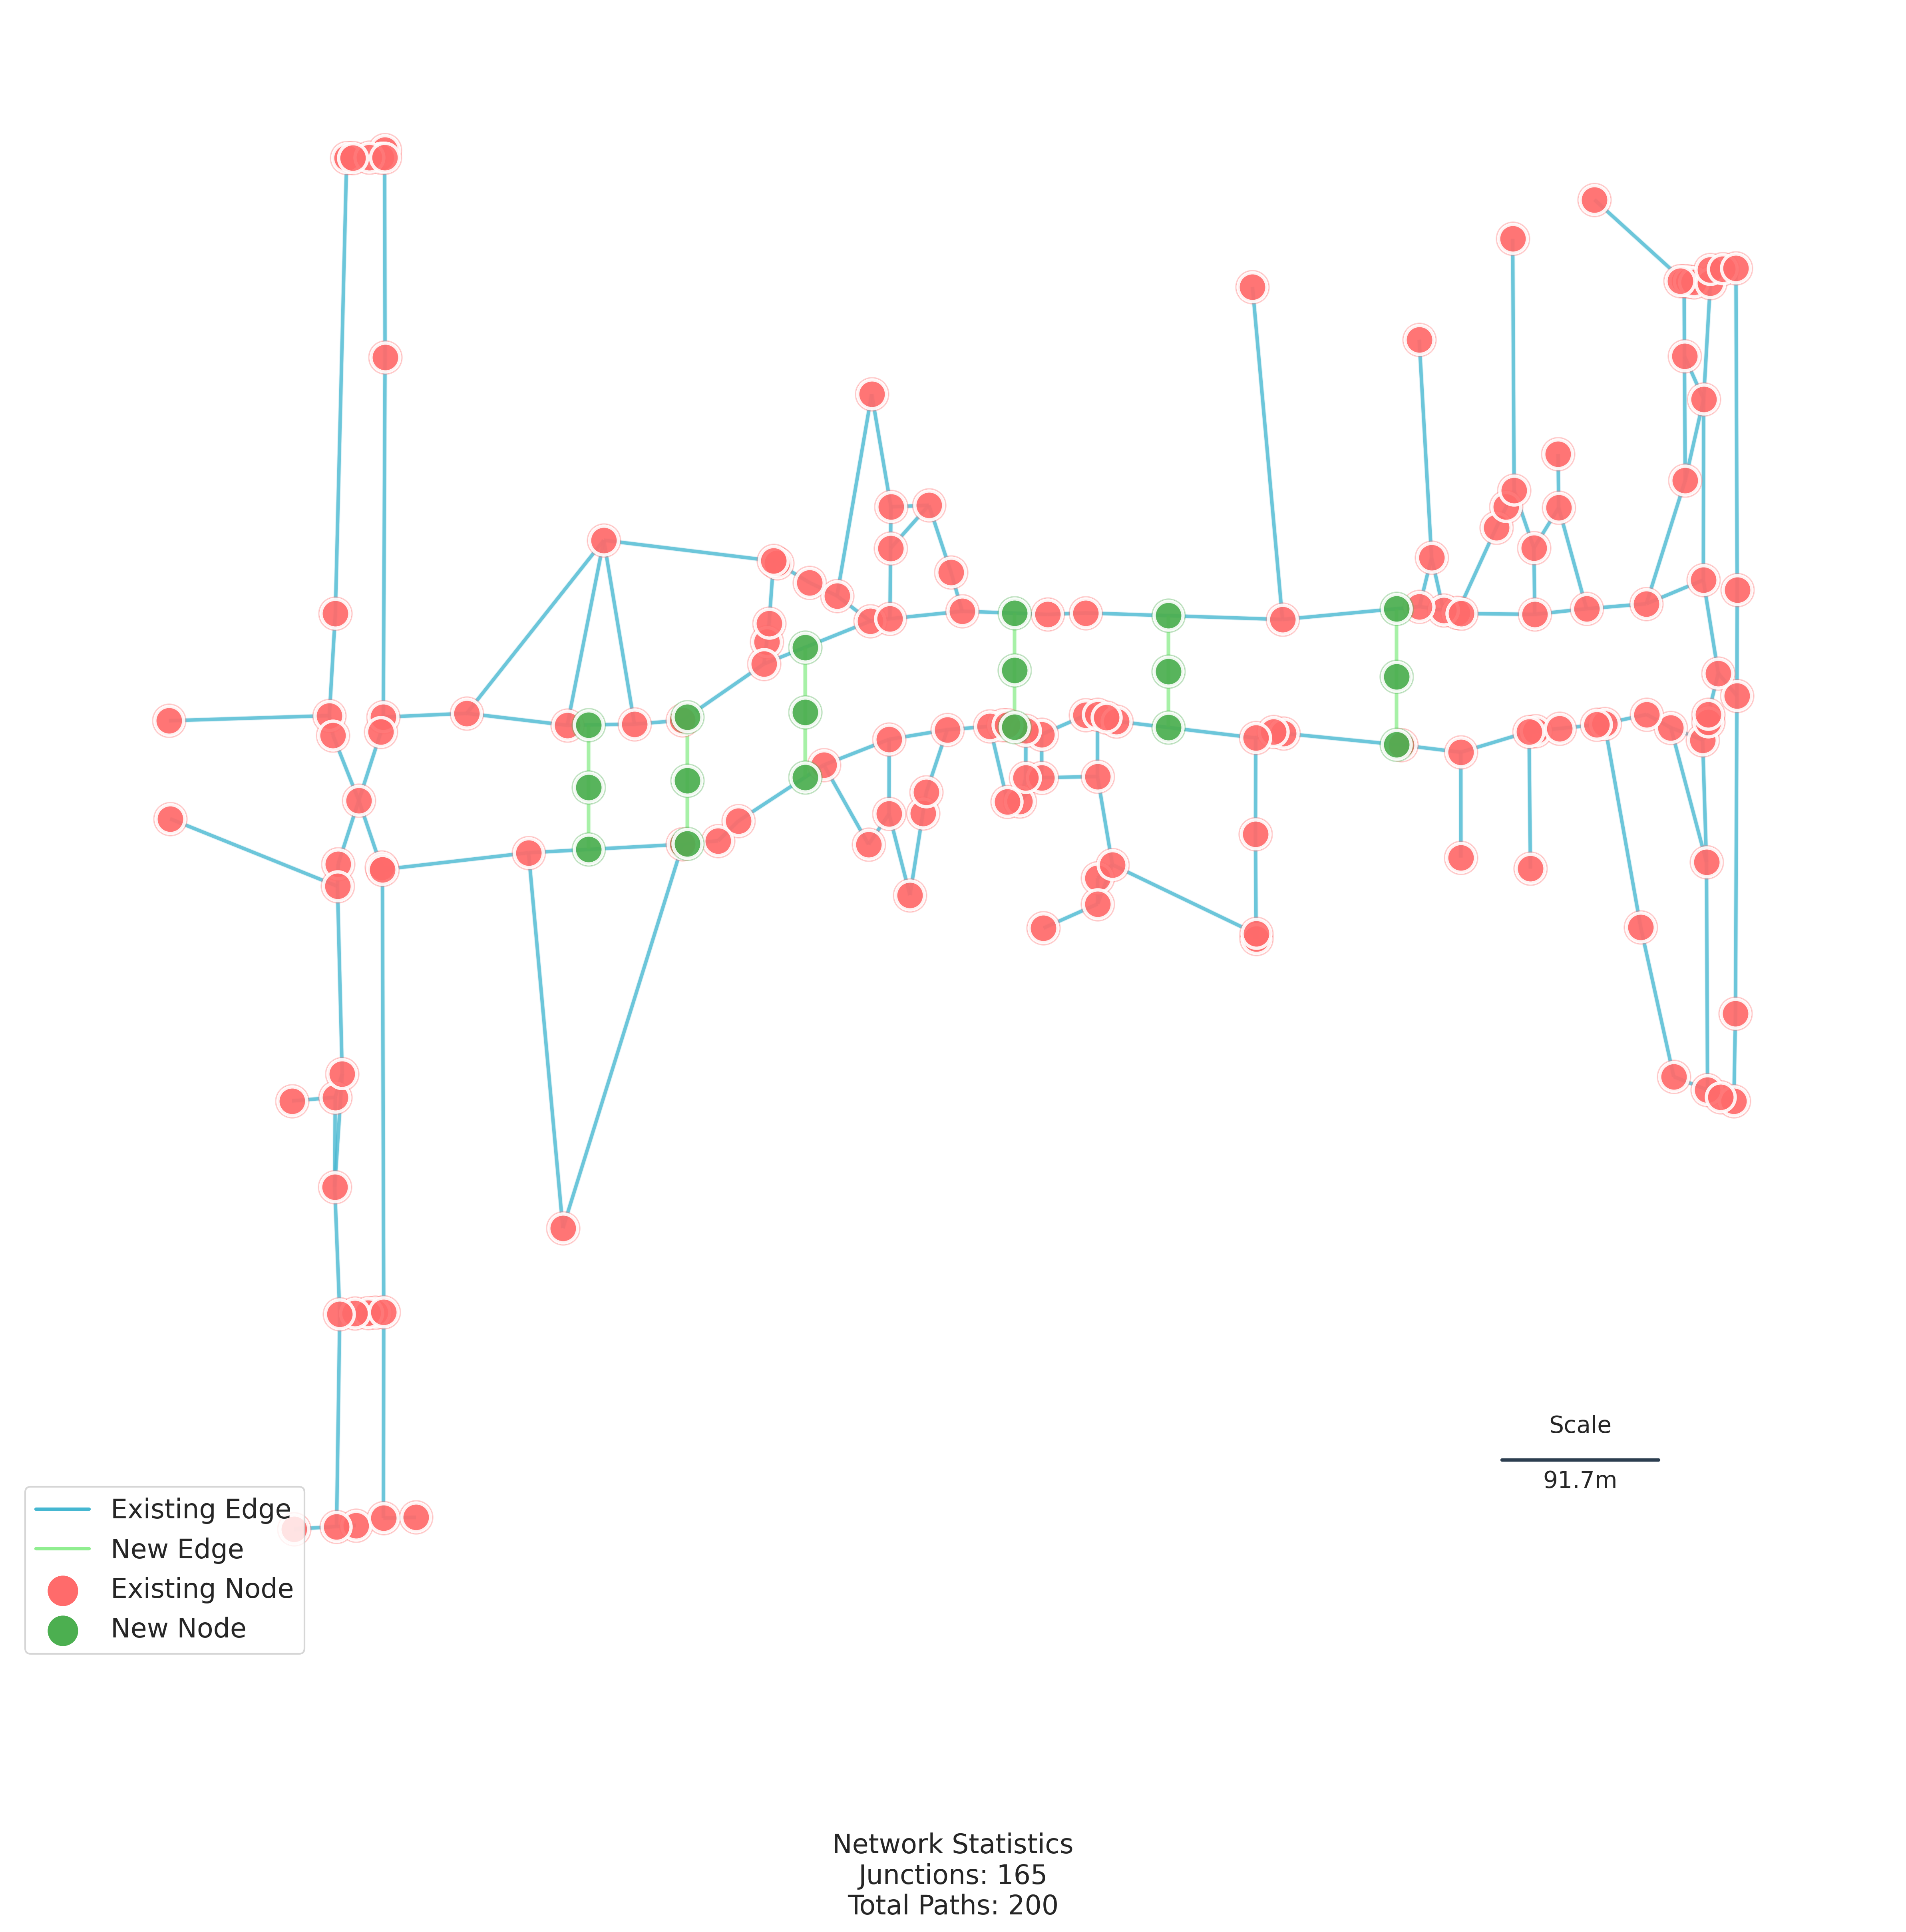 Scale
91.7m
Existing Edge
New Edge
Existing Node
New Node
Network Statistics
Junctions: 165
Total Paths: 200